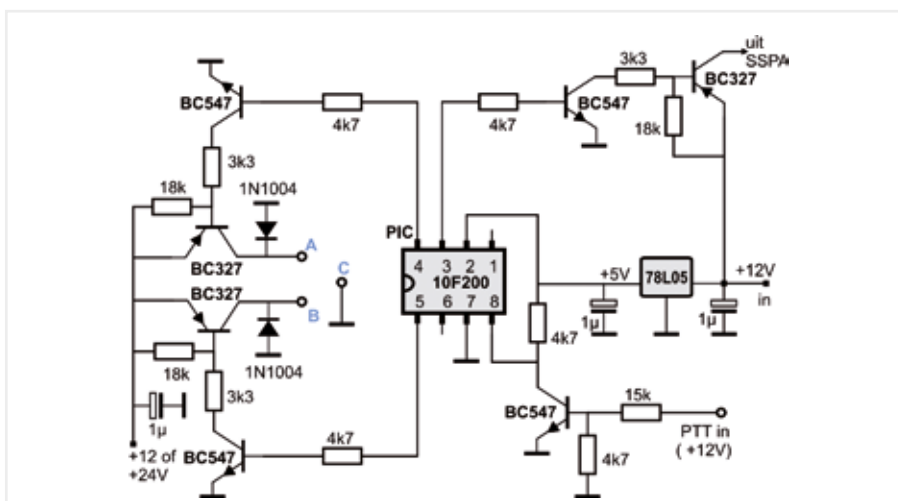 uit
SSPA
BC327
3k3
BC547
4k7
BC547
4k7
18k
3k3
18k
1N1004
A
PIC
4 3 2 1
10F200
5 6 7 8
C
+5V
78L05
+12V
in
BC327
BC327
B
1µ
1µ
4k7
18k
1N1004
3k3
15k
BC547
PTT in
( +12V)
1µ
4k7
4k7
+12 of
+24V
BC547